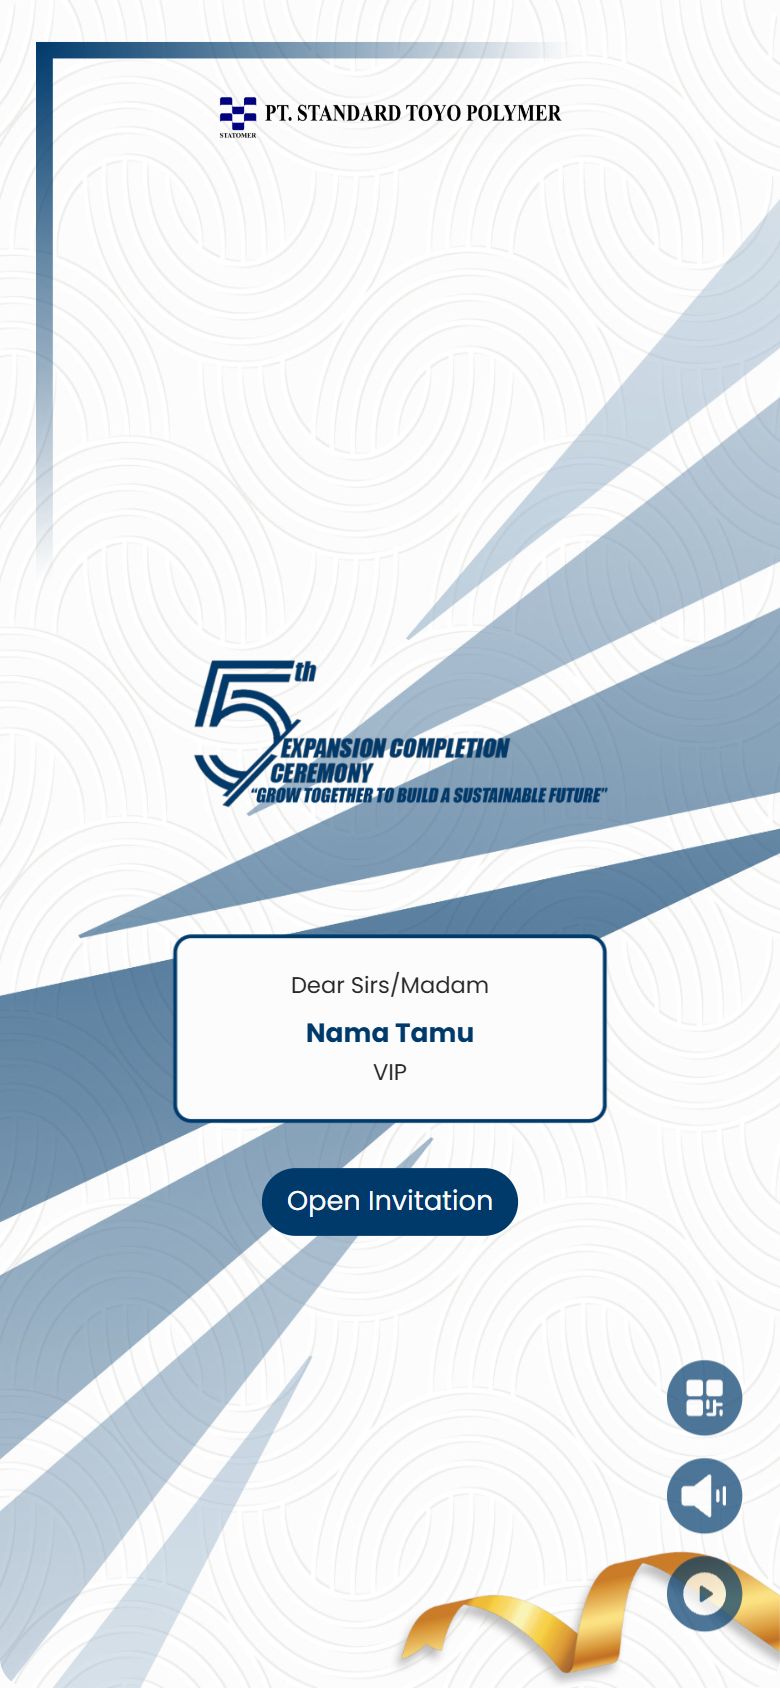 STATOMER
PT. STANDARD TOYO POLYMER
5th
EXPANSION COMPLETION
CEREMONY
“GROW TOGETHER TO BUILD A SUSTAINABLE FUTURE”
Dear Sirs/Madam
Nama Tamu
VIP
Open Invitation